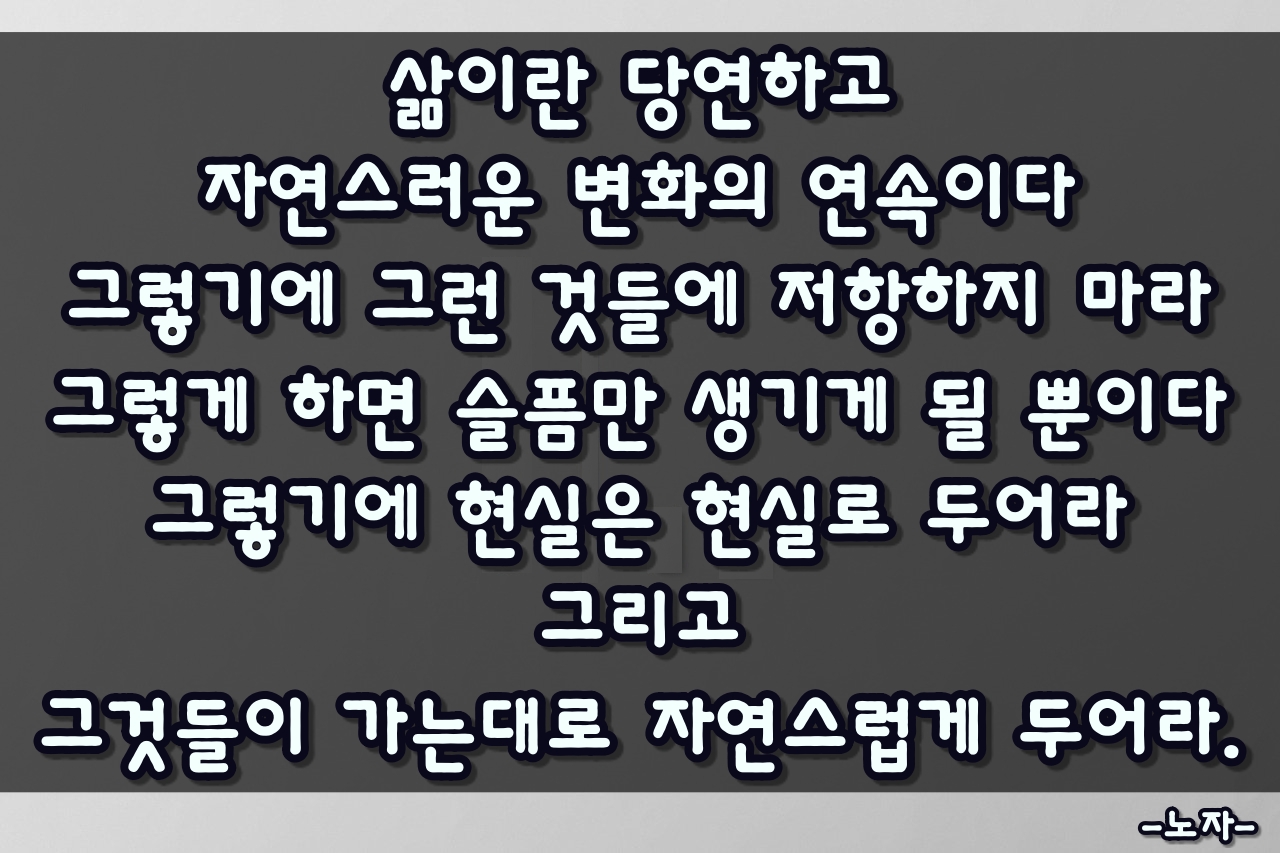 삶이란 당연하고
자연스러운 변화의 연속이다
그렇기에 그런 것들에 저항하지 마라
그렇게 하면 슬픔만 생기게 될 뿐이다
그렇기에 현실은 현실로 두어라
그리고
그것들이 가는대로 자연스럽게 두어라.
-노자-